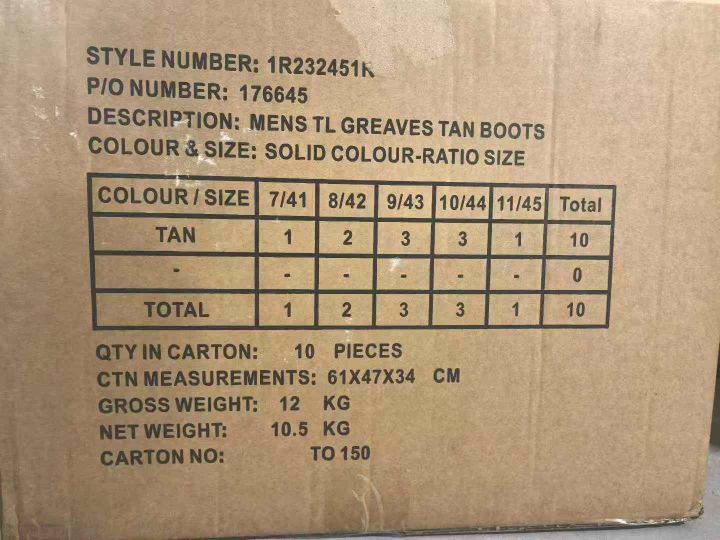 STYLE NUMBER: 1R232451K
P/O NUMBER: 176645
DESCRIPTION: MENS TL GREAVES TAN BOOTS
COLOUR & SIZE: SOLID COLOUR-RATIO SIZE
COLOUR / SIZE 7/41 8/42 9/43 10/44 11/45 Total
TAN 1 2 3 3 1 10
- - - - - - 0
TOTAL 1 2 3 3 1 10
QTY IN CARTON: 10 PIECES
CTN MEASUREMENTS: 61X47X34 CM
GROSS WEIGHT: 12 KG
NET WEIGHT: 10.5 KG
CARTON NO: TO 150